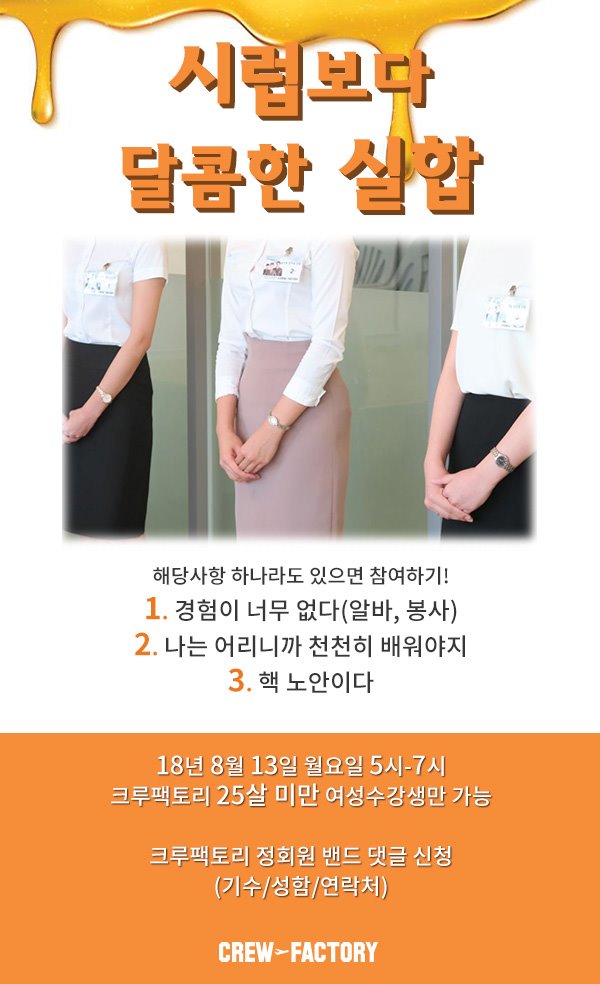 시럽보다
달콤한 실합
해당사항 하나라도 있으면 참여하기!
1. 경험이 너무 없다(알바, 봉사)
2. 나는 어리니까 천천히 배워야지
3. 핵 노안이다
18년 8월 13일 월요일 5시-7시
크루팩토리 25살 미만 여성수강생만 가능
크루팩토리 정회원 밴드 댓글 신청
(기수/성함/연락처)
CREW FACTORY